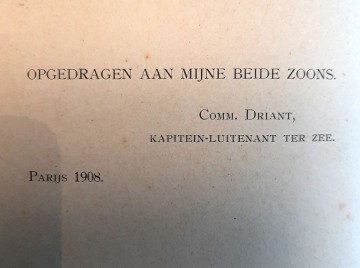 OPGEDRAGEN AAN MIJNE BEIDE ZOONS.
COMM. DRIANT,
KAPITEIN-LUITENANT TER ZEE.
PARIJS 1908.